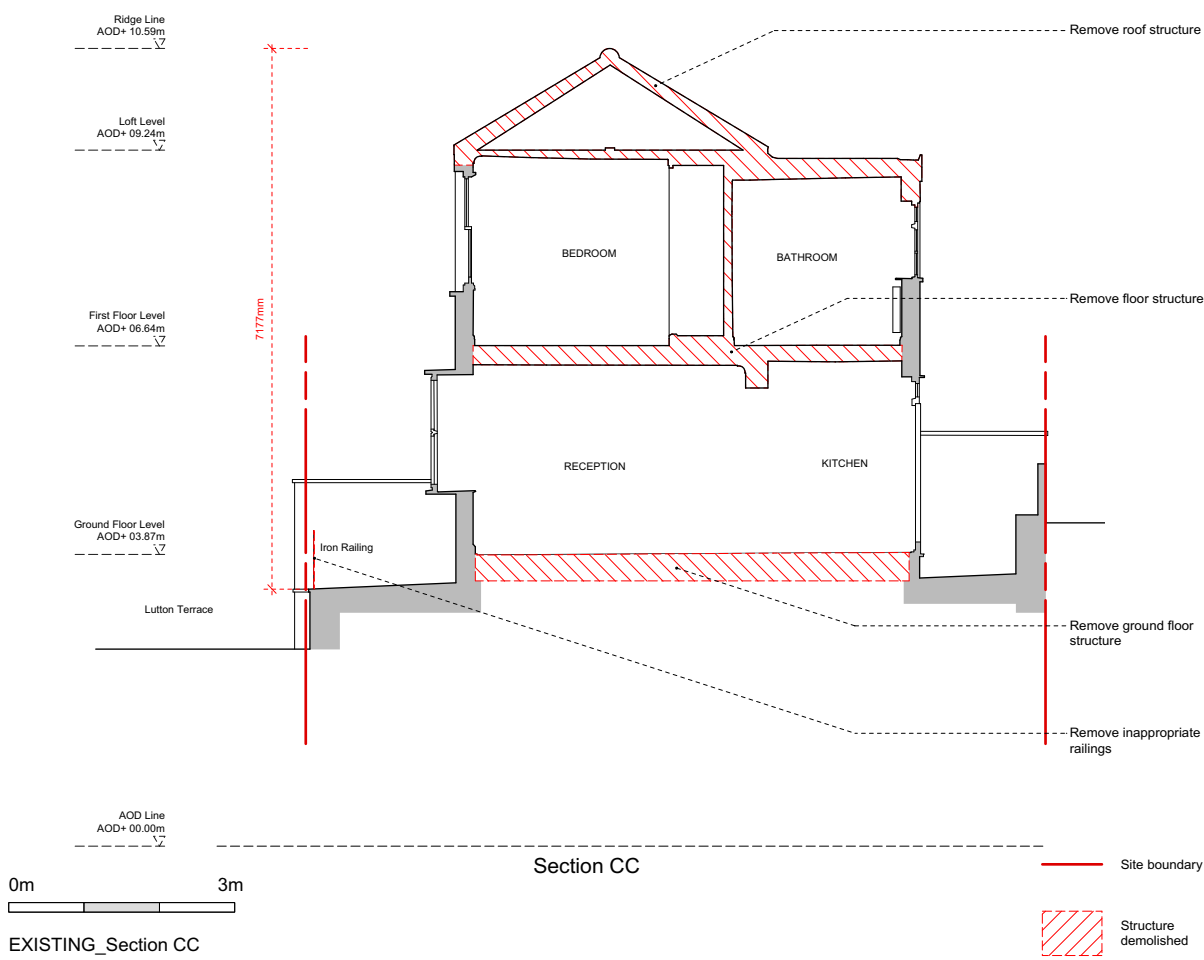 Ridge Line
AOD+ 10.59m
Remove roof structure
Loft Level
AOD+ 09.24m
BEDROOM
BATHROOM
7177mm
First Floor Level
AOD+ 06.64m
Remove floor structure
RECEPTION
KITCHEN
Ground Floor Level
AOD+ 03.87m
Iron Railing
Lutton Terrace
Remove ground floor
structure
Remove inappropriate
railings
AOD Line
AOD+ 00.00m
Section CC
Site boundary
0m
3m
Structure
demolished
EXISTING_Section CC